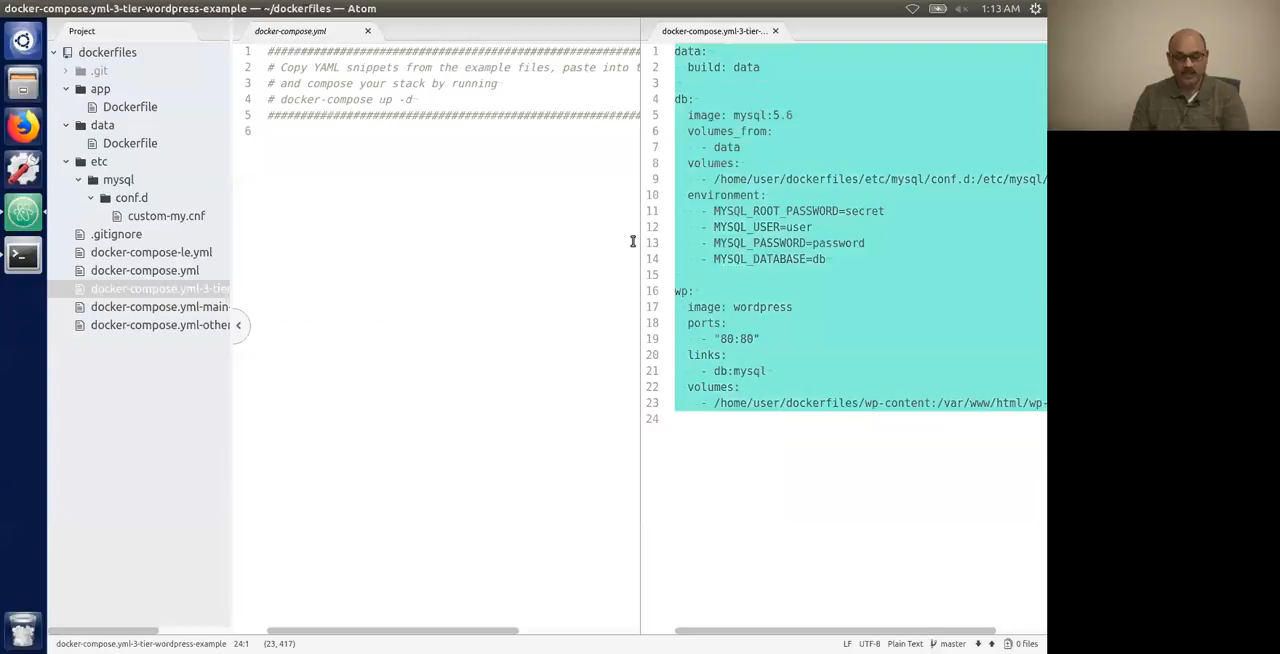 docker-compose.yml-3-tier-wordpress-example — ~/dockerfiles — Atom
1:13 AM
Project
docker-compose.yml
docker-compose.yml-3-tier-...
dockerfiles
.git
app
Dockerfile
data
Dockerfile
etc
mysql
conf.d
custom-my.cnf
.gitignore
docker-compose-le.yml
docker-compose.yml
docker-compose.yml-3-tier
docker-compose.yml-main-
docker-compose.yml-other
1 #########################################################
2 # Copy YAML snippets from the example files, paste into t
3 # and compose your stack by running
4 # docker-compose up -d
5 #########################################################
6
1 data:
2 build: data
3
4 db:
5 image: mysql:5.6
6 volumes_from:
7 - data
8 volumes:
9 - /home/user/dockerfiles/etc/mysql/conf.d:/etc/mysql/
10 environment:
11 - MYSQL_ROOT_PASSWORD=secret
12 - MYSQL_USER=user
13 - MYSQL_PASSWORD=password
14 - MYSQL_DATABASE=db
15
16 wp:
17 image: wordpress
18 ports:
19 - "80:80"
20 links:
21 - db:mysql
22 volumes:
23 - /home/user/dockerfiles/wp-content:/var/www/html/wp-
24
docker-compose.yml-3-tier-wordpress-example 24:1 (23, 417)
LF UTF-8 Plain Text master 0 files